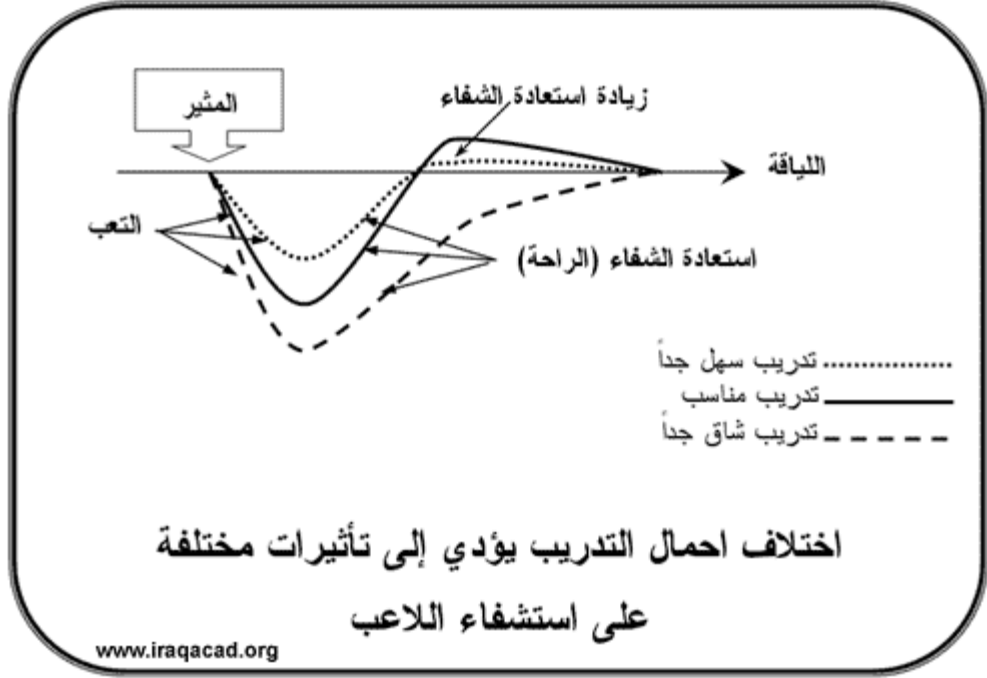 المثير
زيادة استعادة الشفاء
اللياقة
التعب
استعادة الشفاء (الراحة)
تدريب سهل جداً
تدريب مناسب
تدريب شاق جداً
اختلاف احمال التدريب يؤدي إلى تأثيرات مختلفة
على استشفاء اللاعب
www.iraqacad.org